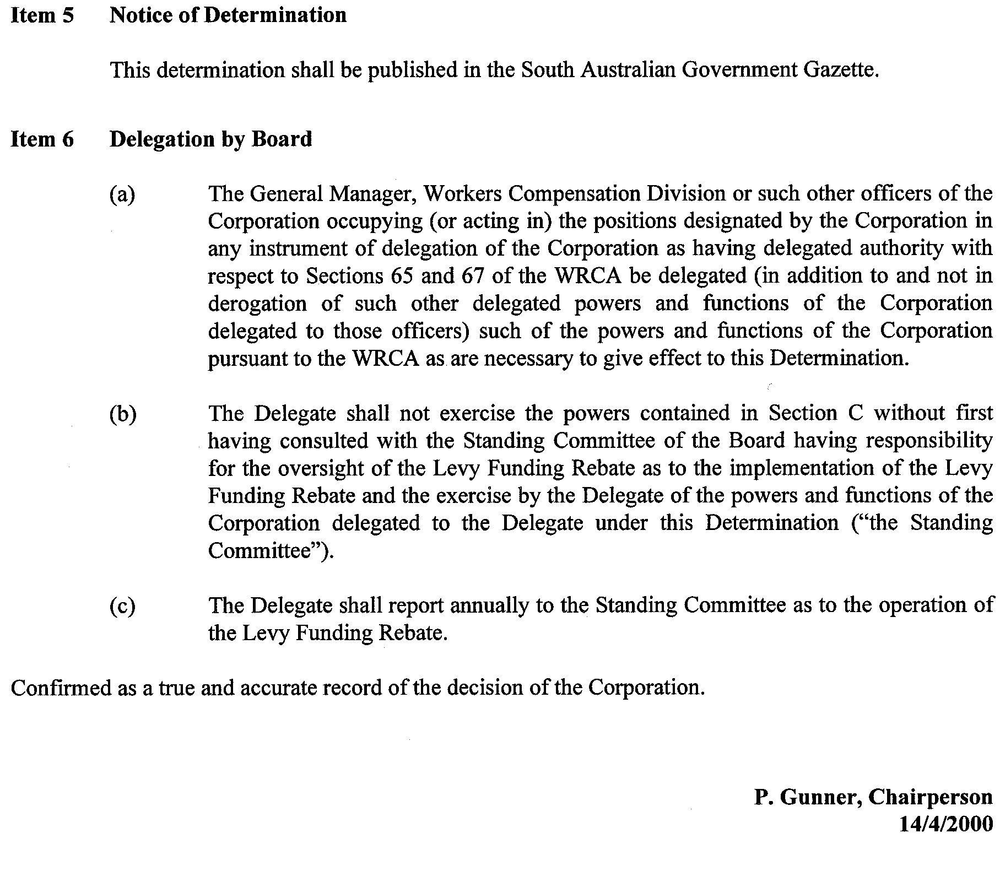 Item 5 Notice of Determination
This determination shall be published in the South Australian Government Gazette.
Item 6 Delegation by Board
(a) The General Manager, Workers Compensation Division or such other officers of the
Corporation occupying (or acting in) the positions designated by the Corporation in
any instrument of delegation of the Corporation as having delegated authority with
respect to Sections 65 and 67 of the WRCA be delegated (in addition to and not in
derogation of such other delegated powers and functions of the Corporation
delegated to those officers) such of the powers and functions of the Corporation
pursuant to the WRCA as are necessary to give effect to this Determination.
(b) The Delegate shall not exercise the powers contained in Section C without first
having consulted with the Standing Committee of the Board having responsibility
for the oversight of the Levy Funding Rebate as to the implementation of the Levy
Funding Rebate and the exercise by the Delegate of the powers and functions of the
Corporation delegated to the Delegate under this Determination (“the Standing
Committee”).
(c) The Delegate shall report annually to the Standing Committee as to the operation of
the Levy Funding Rebate.
Confirmed as a true and accurate record of the decision of the Corporation.
P. Gunner, Chairperson
14/4/2000